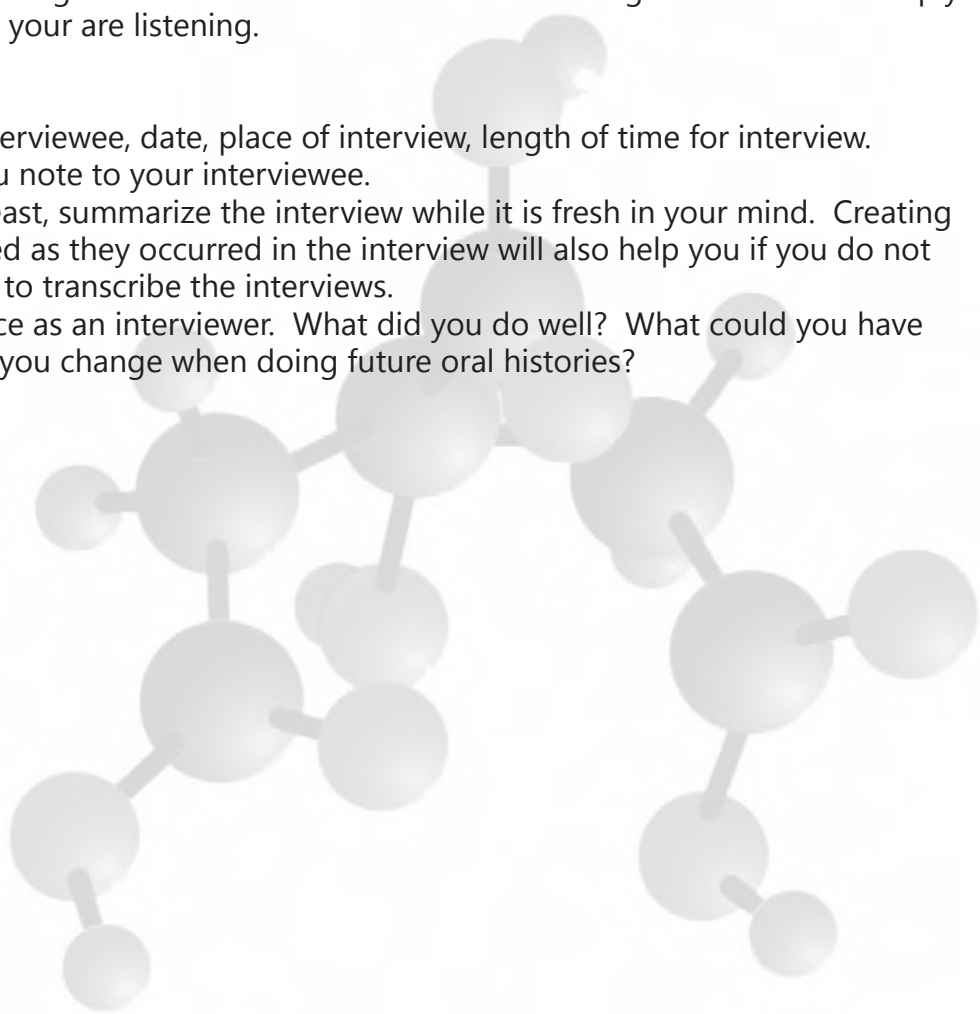 your are listening.
erviewee, date, place of interview, length of time for interview.
u note to your interviewee.
east, summarize the interview while it is fresh in your mind.  Creating
ed as they occurred in the interview will also help you if you do not
to transcribe the interviews.
ce as an interviewer.  What did you do well?  What could you have
you change when doing future oral histories?